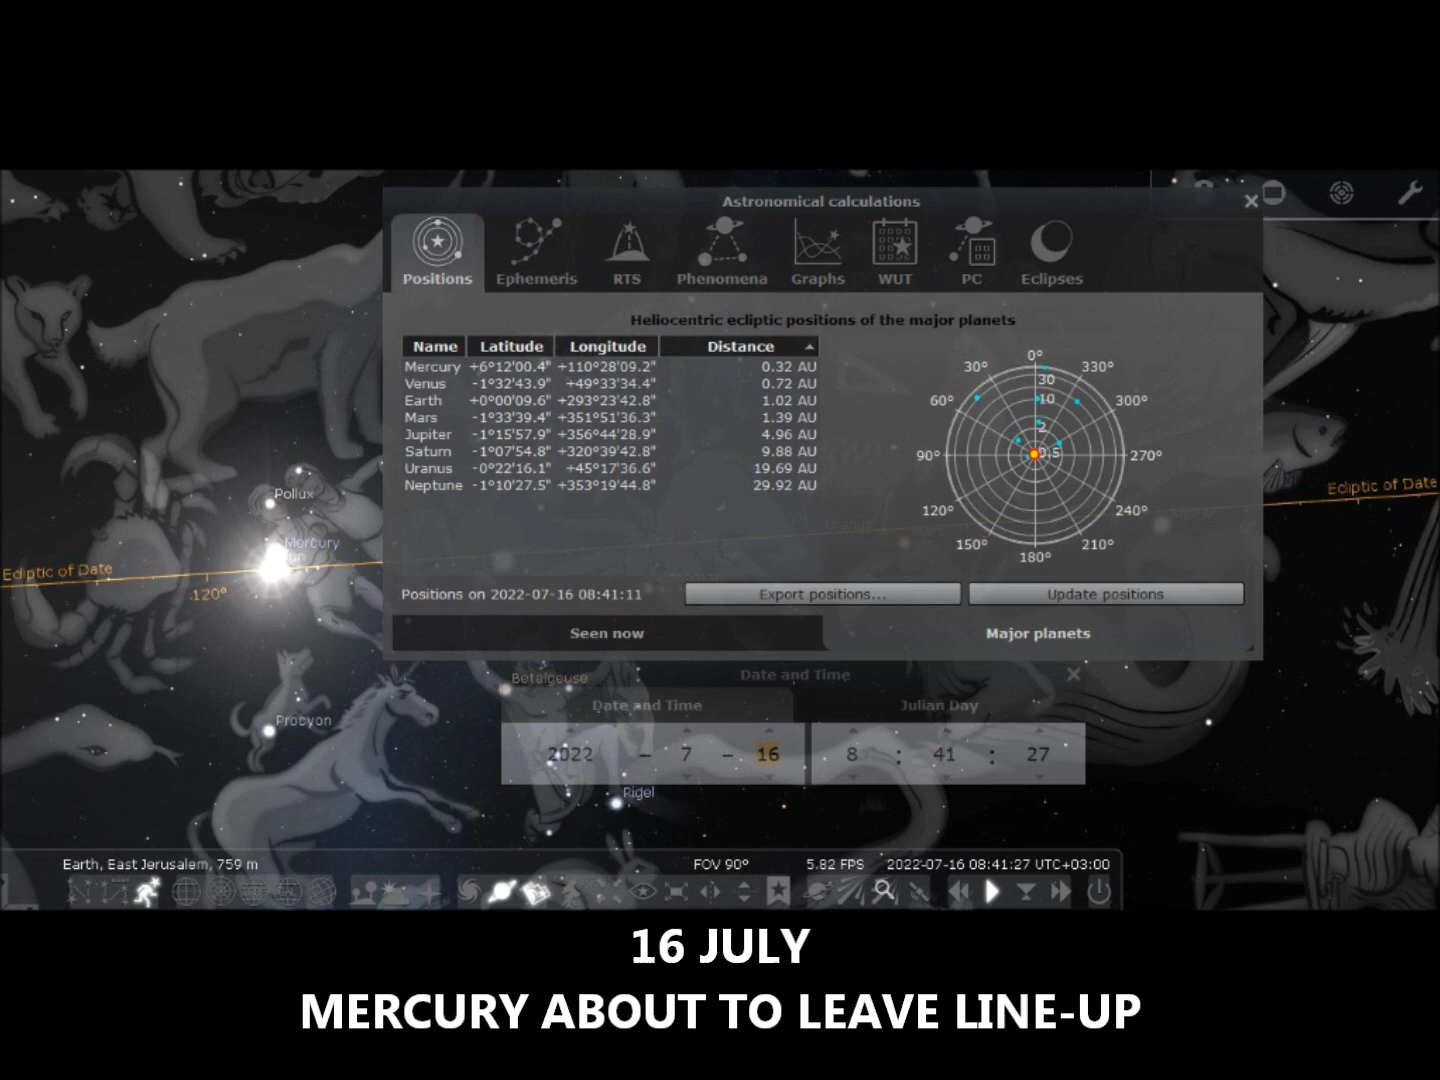 Astronomical calculations
Positions Ephemeris RTS Phenomena Graphs WUT PC Eclipses
Heliocentric ecliptic positions of the major planets
Name Latitude Longitude Distance
Mercury +6°12'00.4" +110°28'09.2" 0.32 AU
Venus -1°32'43.9" +49°33'34.4" 0.72 AU
Earth +0°00'09.6" +293°23'42.8" 1.02 AU
Mars -1°33'39.4" +351°51'36.3" 1.39 AU
Jupiter -1°15'57.9" +356°44'28.9" 4.96 AU
Saturn -1°07'54.8" +320°39'42.8" 9.88 AU
Uranus -0°22'16.1" +45°17'36.6" 19.69 AU
Neptune -1°10'27.5" +353°19'44.8" 29.92 AU
0°
30° 330°
30
60° 10 300°
2
90° 0.5 270°
120° 240°
150° 210°
180°
Pollux
Mercury
Ecliptic of Date
120°
Ecliptic of Date
Uranus
Jupiter
Positions on 2022-07-16 08:41:11 Export positions... Update positions
Seen now Major planets
Betelgeuse
Date and Time
Date and Time Julian Day
Procyon
2022 - 7 - 16 8 : 41 : 27
Rigel
Earth, East Jerusalem, 759 m FOV 90° 5.82 FPS 2022-07-16 08:41:27 UTC+03:00
16 JULY
MERCURY ABOUT TO LEAVE LINE-UP